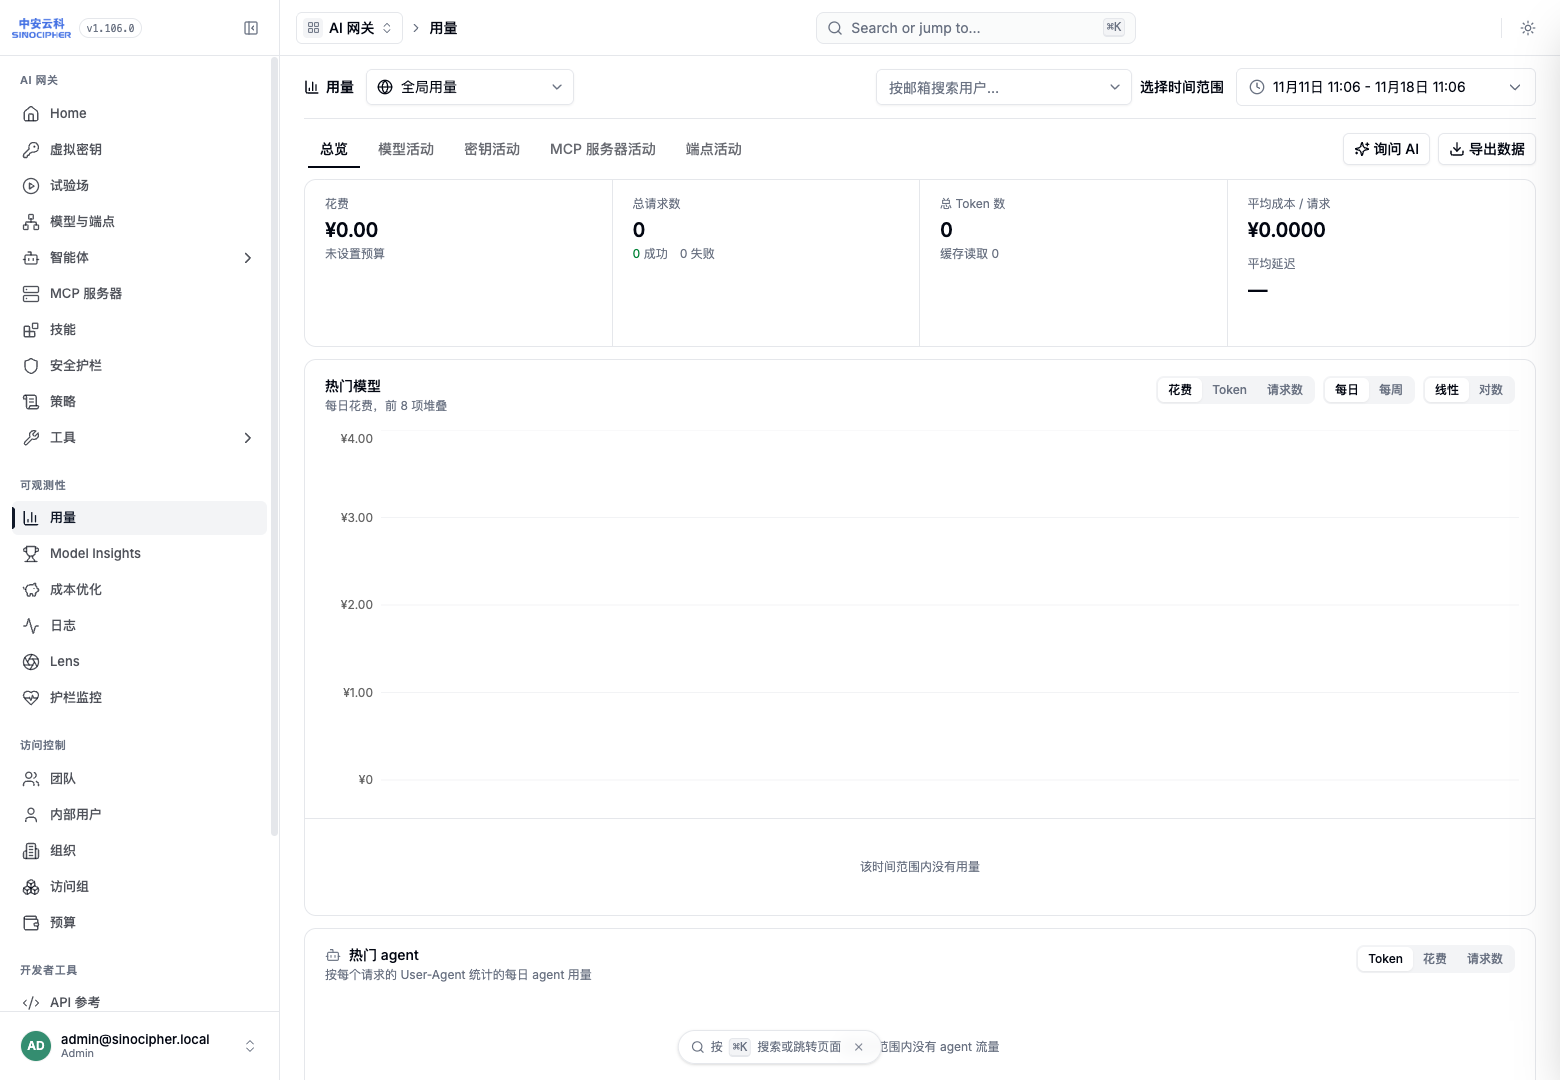 中安云科
SINOCIPHER
v1.106.0
AI 网关
用量
Search or jump to...
⌘K
AI 网关
Home
虚拟密钥
试验场
模型与端点
智能体
MCP 服务器
技能
安全护栏
策略
工具
可观测性
用量
Model Insights
成本优化
日志
Lens
护栏监控
访问控制
团队
内部用户
组织
访问组
预算
开发者工具
API 参考
AD
admin@sinocipher.local
Admin
用量
全局用量
按邮箱搜索用户...
选择时间范围
11月11日 11:06 - 11月18日 11:06
总览
模型活动
密钥活动
MCP 服务器活动
端点活动
询问 AI
导出数据
花费
¥0.00
未设置预算
总请求数
0
0 成功 0 失败
总 Token 数
0
缓存读取 0
平均成本 / 请求
¥0.0000
平均延迟
—
热门模型
每日花费，前 8 项堆叠
花费 Token 请求数
每日 每周
线性 对数
¥4.00
¥3.00
¥2.00
¥1.00
¥0
该时间范围内没有用量
热门 agent
按每个请求的 User-Agent 统计的每日 agent 用量
Token 花费 请求数
按 ⌘K 搜索或跳转页面
范围内没有 agent 流量